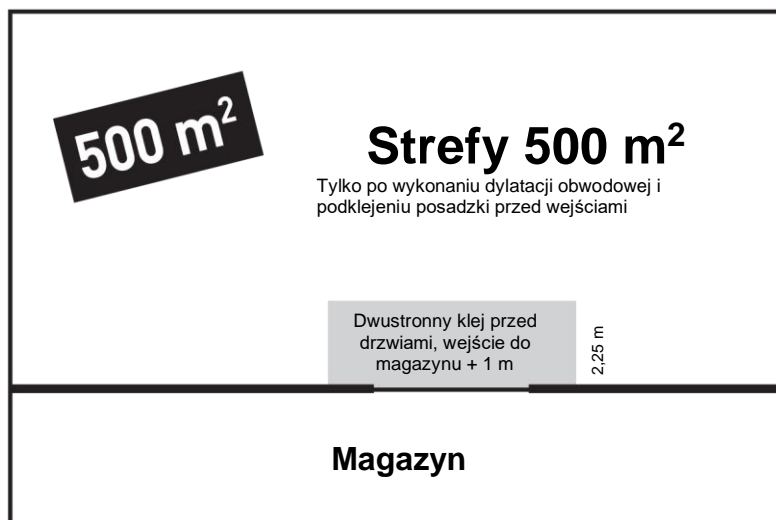 500 m²
Strefy 500 m²
Tylko po wykonaniu dylatacji obwodowej i
podklejeniu posadzki przed wejściami
Dwustronny klej przed
drzwiami, wejście do
magazynu + 1 m
2,25 m
Magazyn